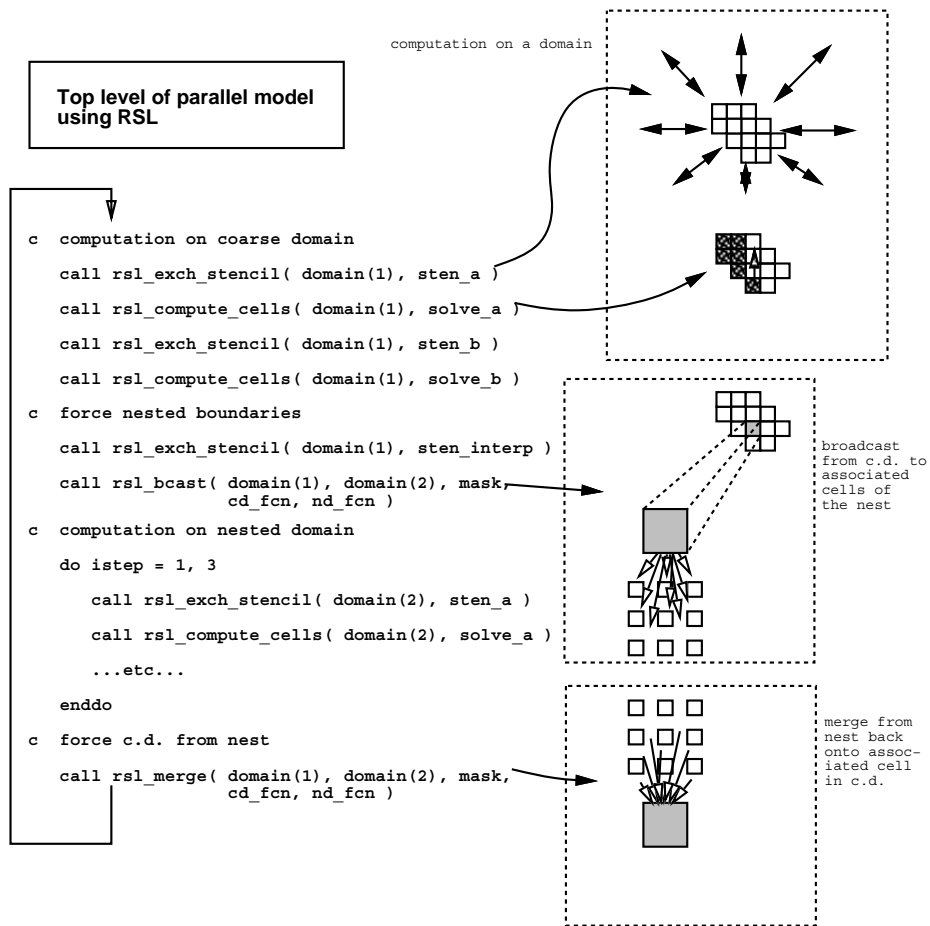 computation on a domain
Top level of parallel model
using RSL
c computation on coarse domain
call rsl_exch_stencil( domain(1), sten_a )
call rsl_compute_cells( domain(1), solve_a )
call rsl_exch_stencil( domain(1), sten_b )
call rsl_compute_cells( domain(1), solve_b )
c force nested boundaries
call rsl_exch_stencil( domain(1), sten_interp )
call rsl_bcast( domain(1), domain(2), mask,
cd_fcn, nd_fcn )
c computation on nested domain
do istep = 1, 3
call rsl_exch_stencil( domain(2), sten_a )
call rsl_compute_cells( domain(2), solve_a )
...etc...
enddo
c force c.d. from nest
call rsl_merge( domain(1), domain(2), mask,
cd_fcn, nd_fcn )
broadcast
from c.d. to
associated
cells of
the nest
merge from
nest back
onto assoc-
iated cell
in c.d.